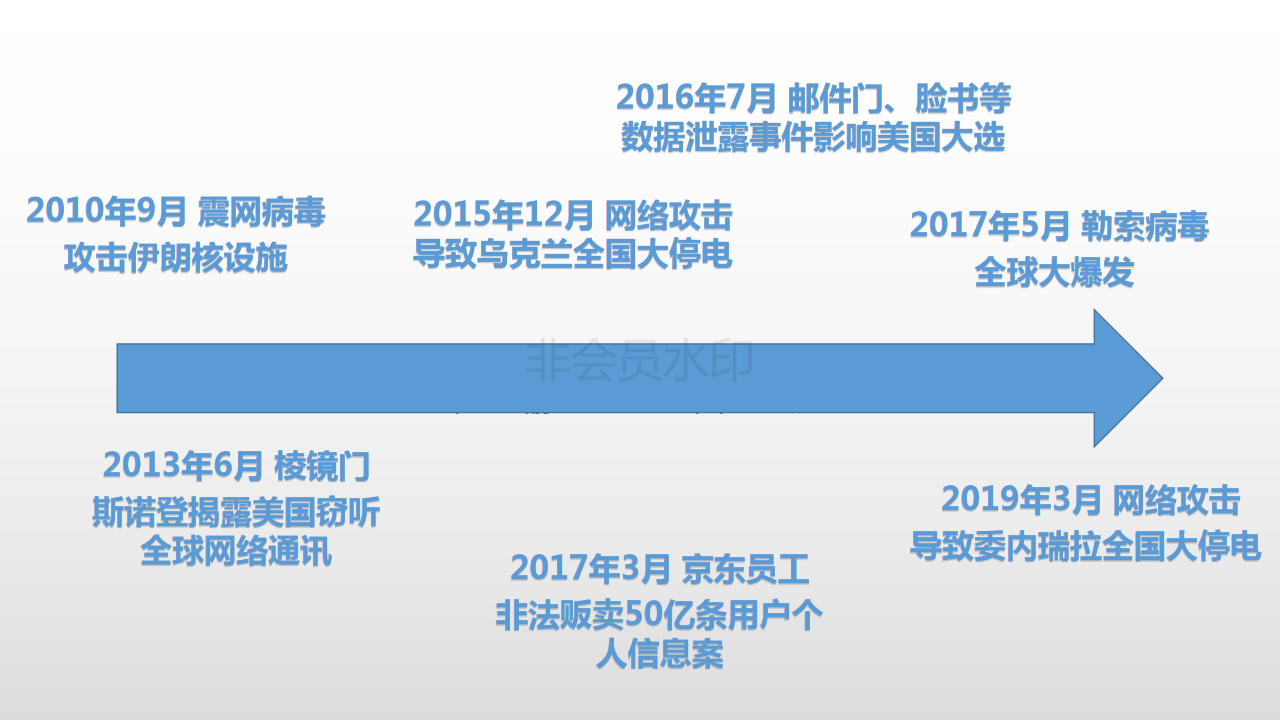 2016年7月 邮件门、脸书等
数据泄露事件影响美国大选
2010年9月 震网病毒
攻击伊朗核设施
2015年12月 网络攻击
导致乌克兰全国大停电
2017年5月 勒索病毒
全球大爆发
非会员水印
2013年6月 棱镜门
斯诺登揭露美国窃听
全球网络通讯
2019年3月 网络攻击
导致委内瑞拉全国大停电
2017年3月 京东员工
非法贩卖50亿条用户个
人信息案